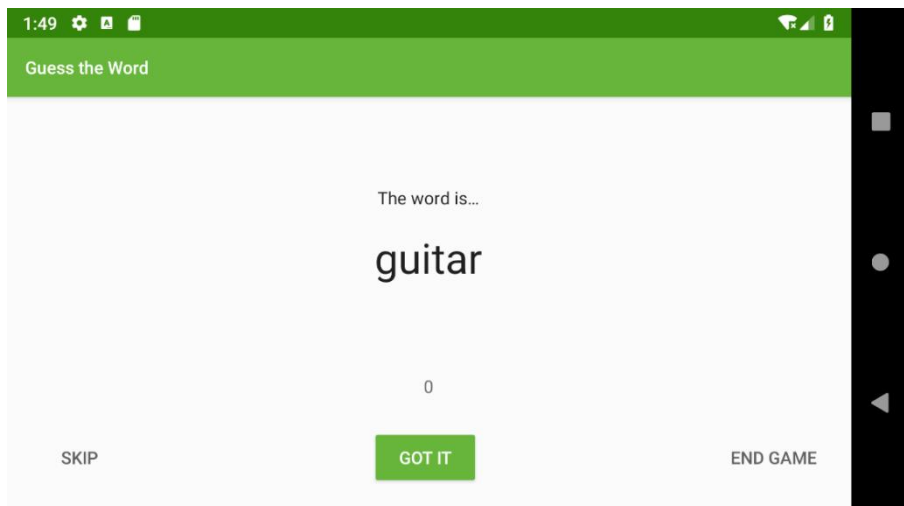 1:49
Guess the Word
The word is…
guitar
0
SKIP GOT IT END GAME